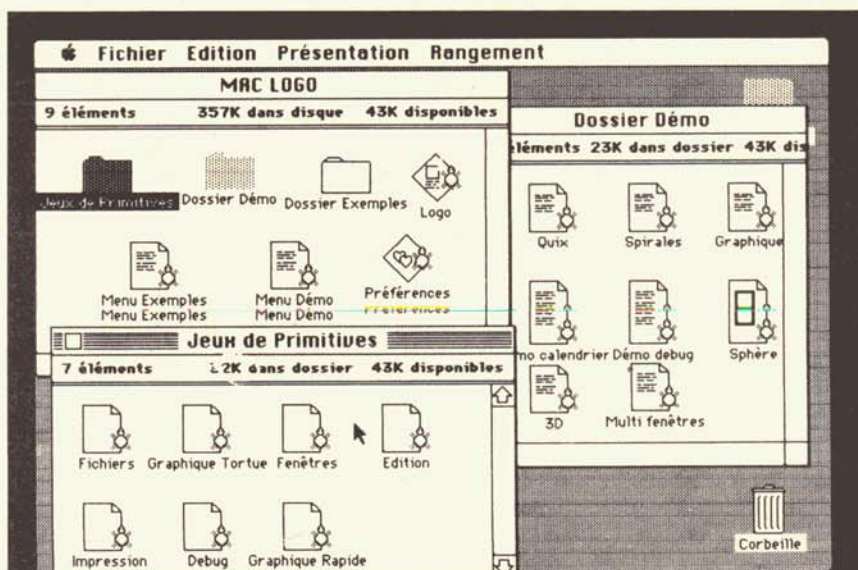 Fichier Edition Présentation Rangement
MAC LOGO
9 éléments 357K dans disque 43K disponibles
Jeux de Primitives Dossier Démo Dossier Exemples Logo
Menu Exemples Menu Démo Préférences
Menu Exemples Menu Démo Préférences
Dossier Démo
éléments 23K dans dossier 43K dis
Quix Spirales Graphique
mo calendrier Démo debug Sphère
3D Multi fenêtres
Jeux de Primitives
7 éléments 22K dans dossier 43K disponibles
Fichiers Graphique Tortue Fenêtres Edition
Impression Debug Graphique Rapide
Corbeille